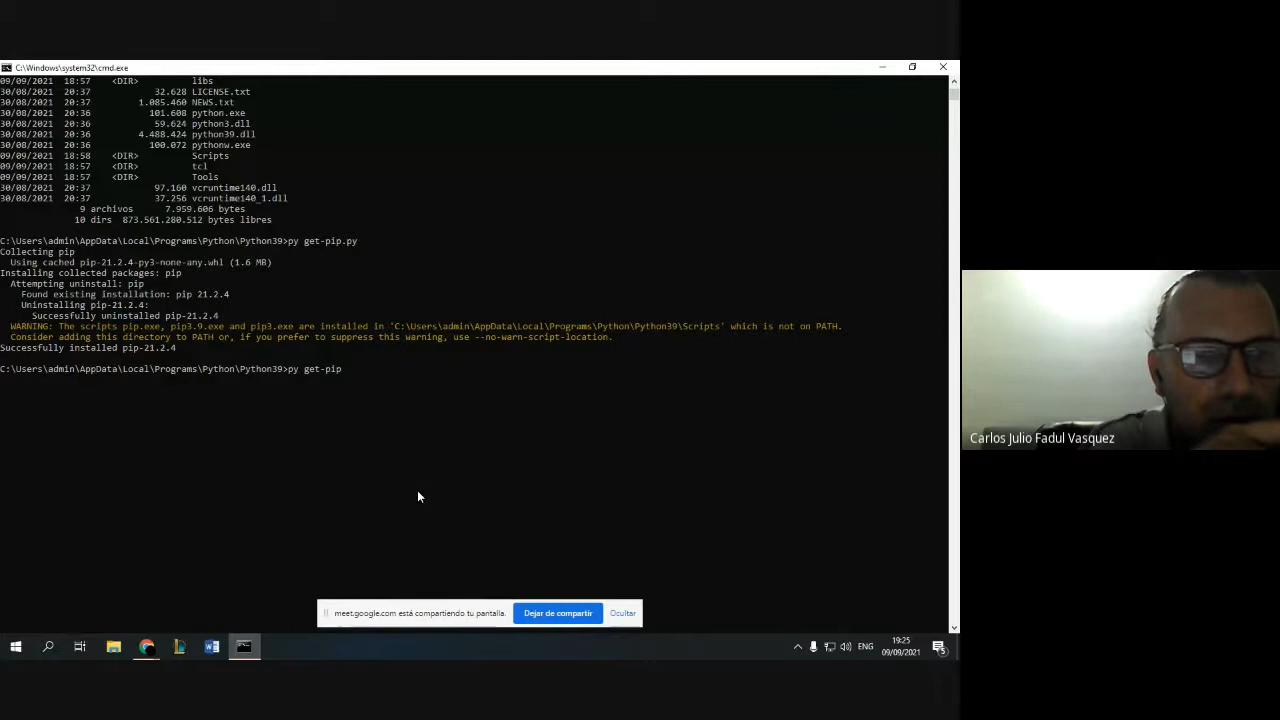 C:\Windows\system32\cmd.exe
09/09/2021 18:57 <DIR> libs
30/08/2021 20:37 32.628 LICENSE.txt
30/08/2021 20:37 1.085.460 NEWS.txt
30/08/2021 20:36 101.608 python.exe
30/08/2021 20:36 59.624 python3.dll
30/08/2021 20:36 4.488.424 python39.dll
30/08/2021 20:36 100.072 pythonw.exe
09/09/2021 18:58 <DIR> Scripts
09/09/2021 18:57 <DIR> tcl
09/09/2021 18:57 <DIR> Tools
30/08/2021 20:37 97.160 vcruntime140.dll
30/08/2021 20:37 37.256 vcruntime140_1.dll
9 archivos 7.959.606 bytes
10 dirs 873.561.280.512 bytes libres
C:\Users\admin\AppData\Local\Programs\Python\Python39>py get-pip.py
Collecting pip
Using cached pip-21.2.4-py3-none-any.whl (1.6 MB)
Installing collected packages: pip
Attempting uninstall: pip
Found existing installation: pip 21.2.4
Uninstalling pip-21.2.4:
Successfully uninstalled pip-21.2.4
WARNING: The scripts pip.exe, pip3.9.exe and pip3.exe are installed in 'C:\Users\admin\AppData\Local\Programs\Python\Python39\Scripts' which is not on PATH.
Consider adding this directory to PATH or, if you prefer to suppress this warning, use --no-warn-script-location.
Successfully installed pip-21.2.4
C:\Users\admin\AppData\Local\Programs\Python\Python39>py get-pip
Carlos Julio Fadul Vasquez
meet.google.com está compartiendo tu pantalla.
Dejar de compartir
Ocultar
ENG
19:25
09/09/2021
5